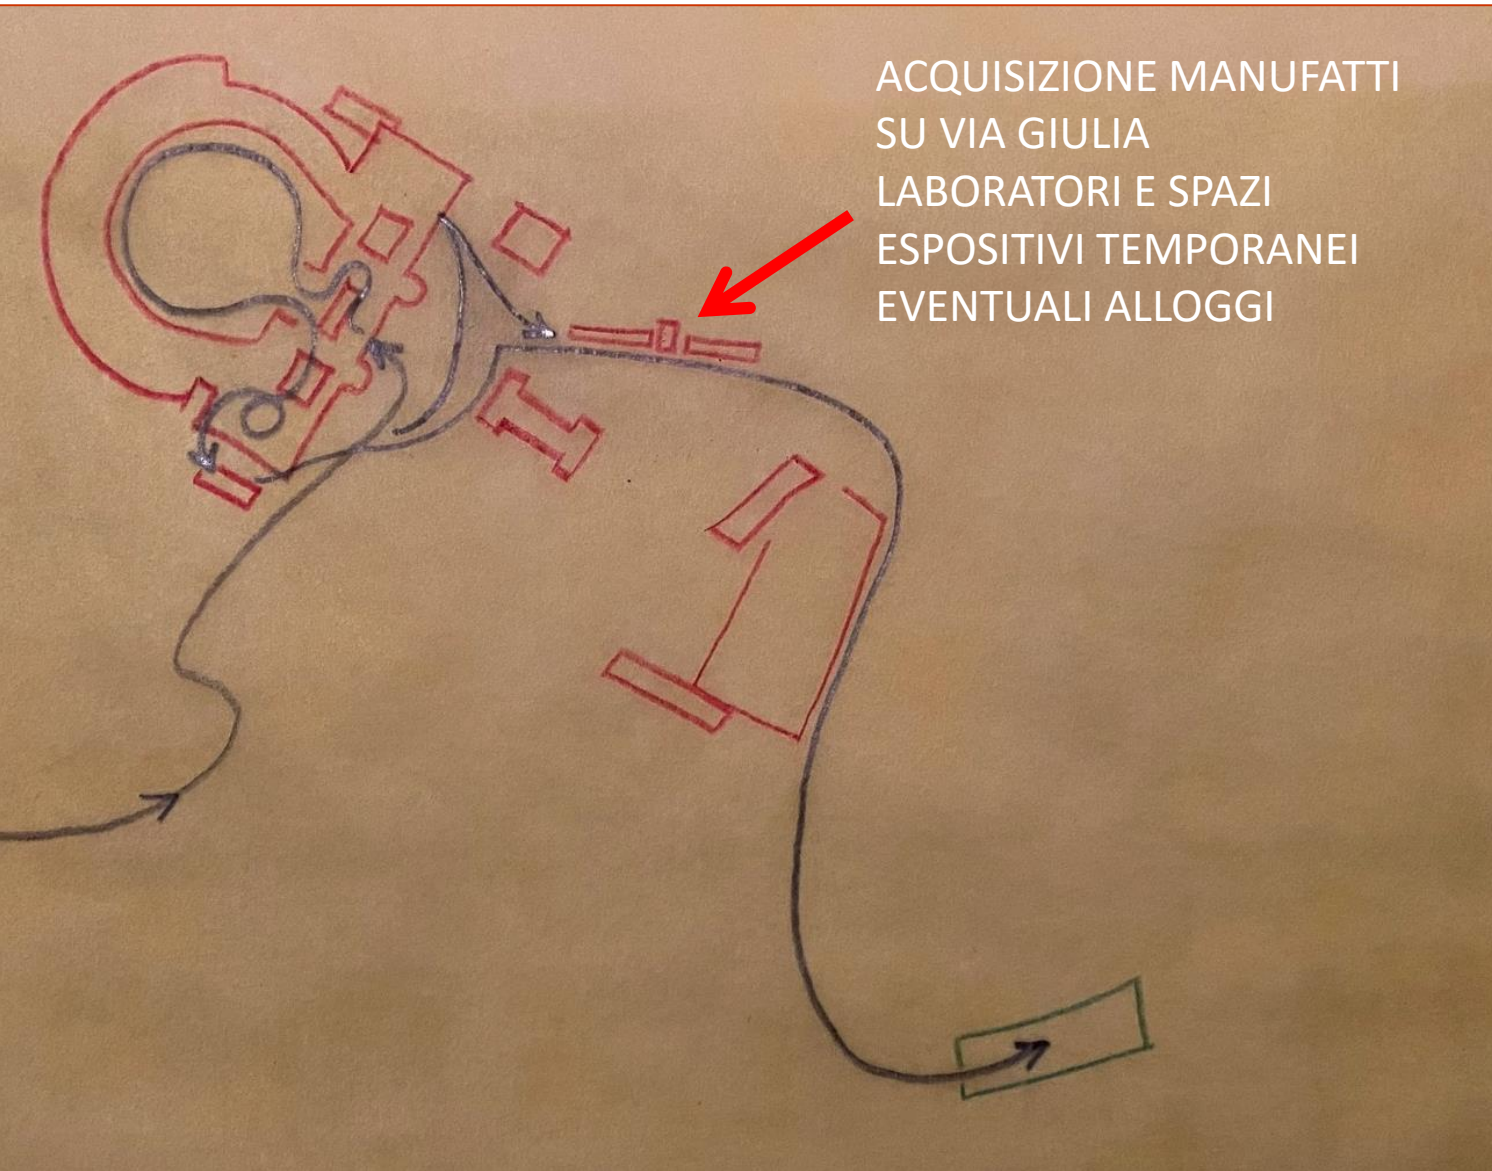 ACQUISIZIONE MANUFATTI
SU VIA GIULIA
LABORATORI E SPAZI
ESPOSITIVI TEMPORANEI
EVENTUALI ALLOGGI